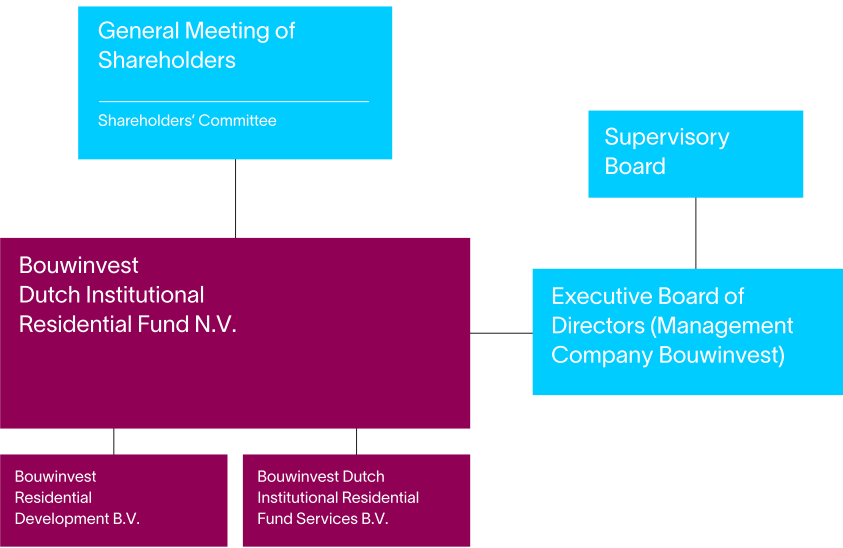 General Meeting of
Shareholders
Shareholders’ Committee
Supervisory
Board
Bouwinvest
Dutch Institutional
Residential Fund N.V.
Executive Board of
Directors (Management
Company Bouwinvest)
Bouwinvest
Residential
Development B.V.
Bouwinvest Dutch
Institutional Residential
Fund Services B.V.